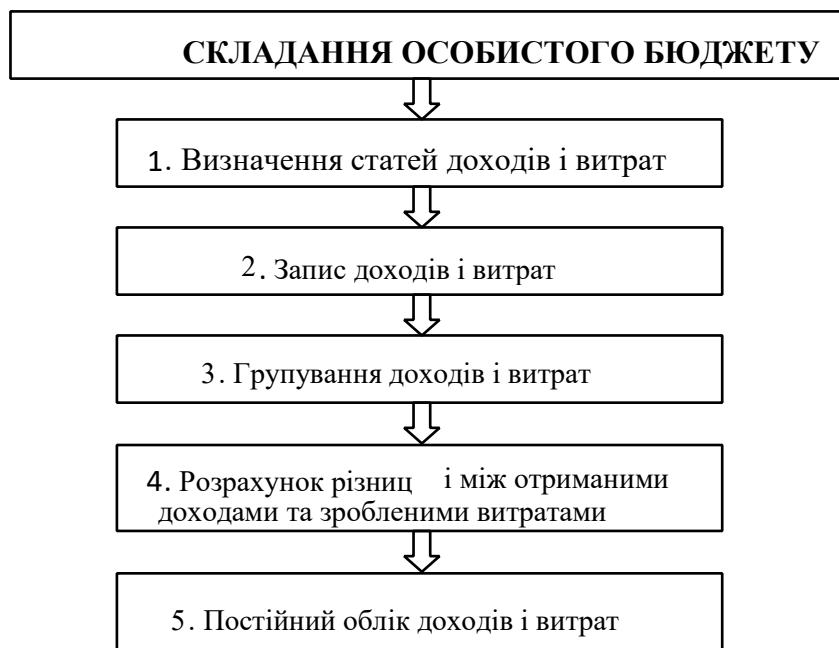 СКЛАДАННЯ ОСОБИСТОГО БЮДЖЕТУ
1. Визначення статей доходів і витрат
2. Запис доходів і витрат
3. Групування доходів і витрат
4. Розрахунок різниц і між отриманими
доходами та зробленими витратами
5. Постійний облік доходів і витрат